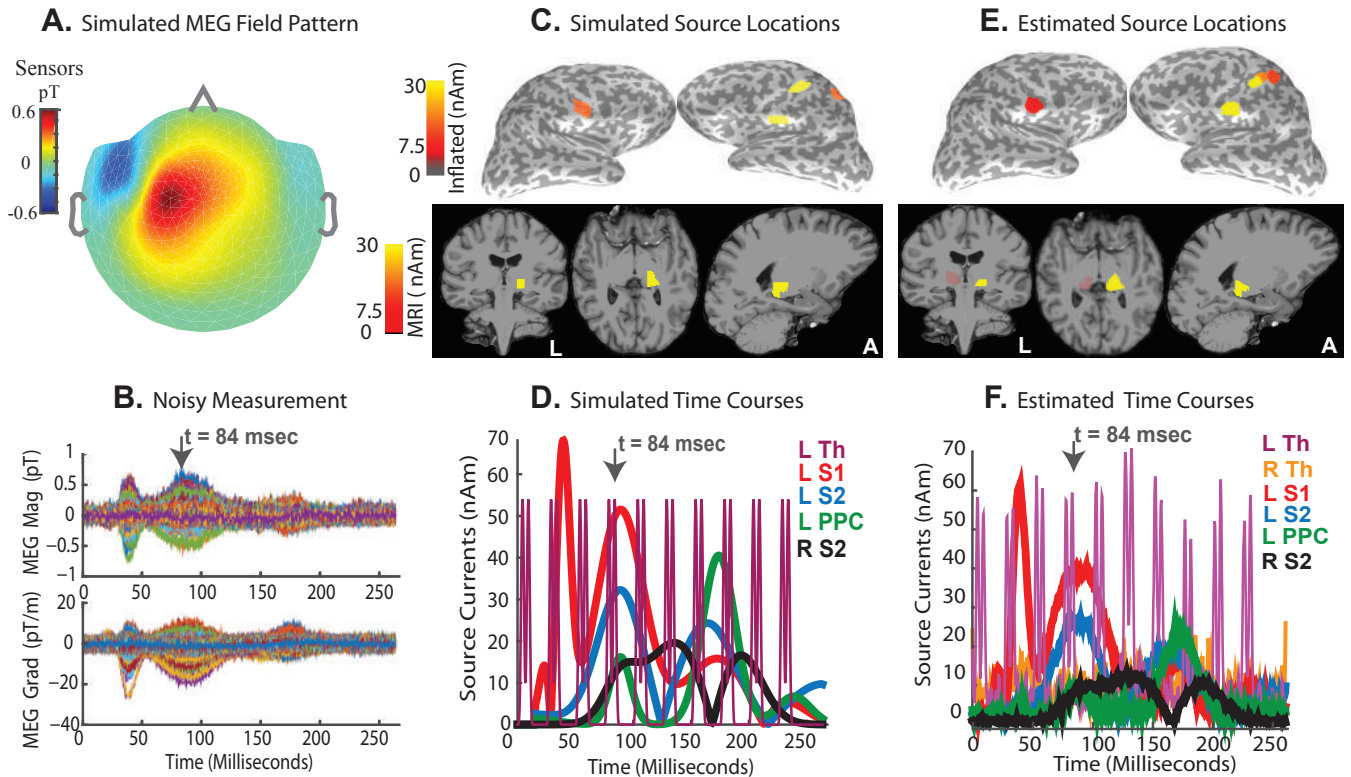 A. Simulated MEG Field Pattern
Sensors
pT
0.6
0
-0.6
30
7.5
0
Inflated (nAm)
30
7.5
0
MRI ( nAm)
C. Simulated Source Locations
L
A
E. Estimated Source Locations
L
A
B. Noisy Measurement
t = 84 msec
MEG Mag (pT)
1
0.5
0
−0.5
−1
50
100
150
200
250
MEG Grad (pT/m)
20
0
−20
−40
0
50
100
150
200
250
Time (Milliseconds)
D. Simulated Time Courses
t = 84 msec
L Th
L S1
L S2
L PPC
R S2
Source Currents (nAm)
70
60
50
40
30
20
10
0
0
50
100
150
200
250
Time (Milliseconds)
F. Estimated Time Courses
t = 84 msec
L Th
R Th
L S1
L S2
L PPC
R S2
Source Currents (nAm)
70
60
50
40
30
20
10
0
0
50
100
150
200
250
Time (Milliseconds)